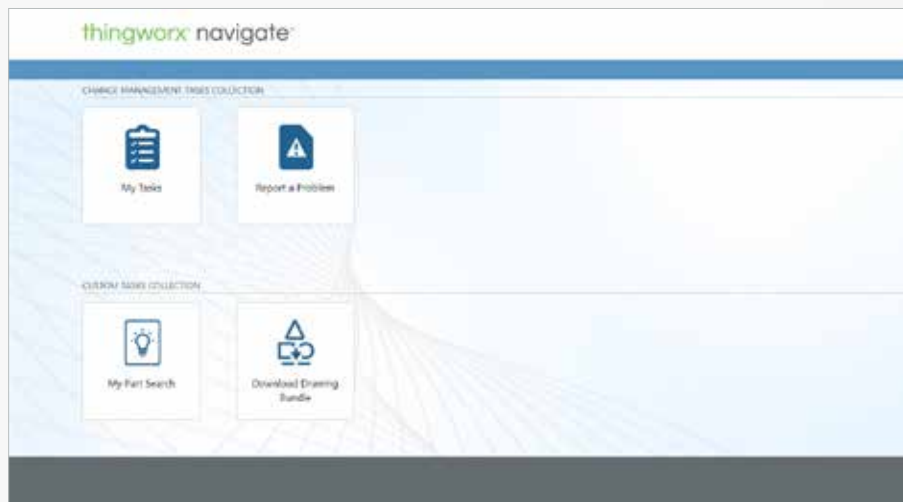 thingworx navigate
CHANGE MANAGEMENT TASKS COLLECTION
My Tasks
Report a Problem
CUSTOM TASKS COLLECTION
My Part Search
Download Drawing
Bundle